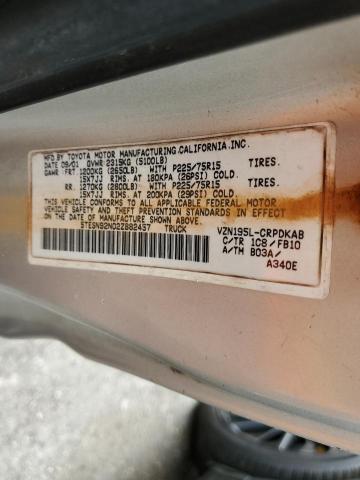 MFD.BY TOYOTA MOTOR MANUFACTURING,CALIFORNIA,INC.
DATE 09/01 GVWR 2315KG (5100LB)
GAWR FRT 1200KG (2650LB) WITH P225/75R15 TIRES.
15X7JJ RIMS, AT 180KPA (26PSI) COLD.
RR 1270KG (2800LB) WITH P225/75R15 TIRES.
15X7JJ RIMS, AT 200KPA (29PSI) COLD.
THIS VEHICLE CONFORMS TO ALL APPLICABLE FEDERAL MOTOR
VEHICLE SAFETY STANDARDS IN EFFECT ON THE DATE OF
MANUFACTURE SHOWN ABOVE.
5TESN92N02Z882457 TRUCK
VZN195L-CRPDKAB
C/TR 1C8/FB10
A/TM B03A/
A340E